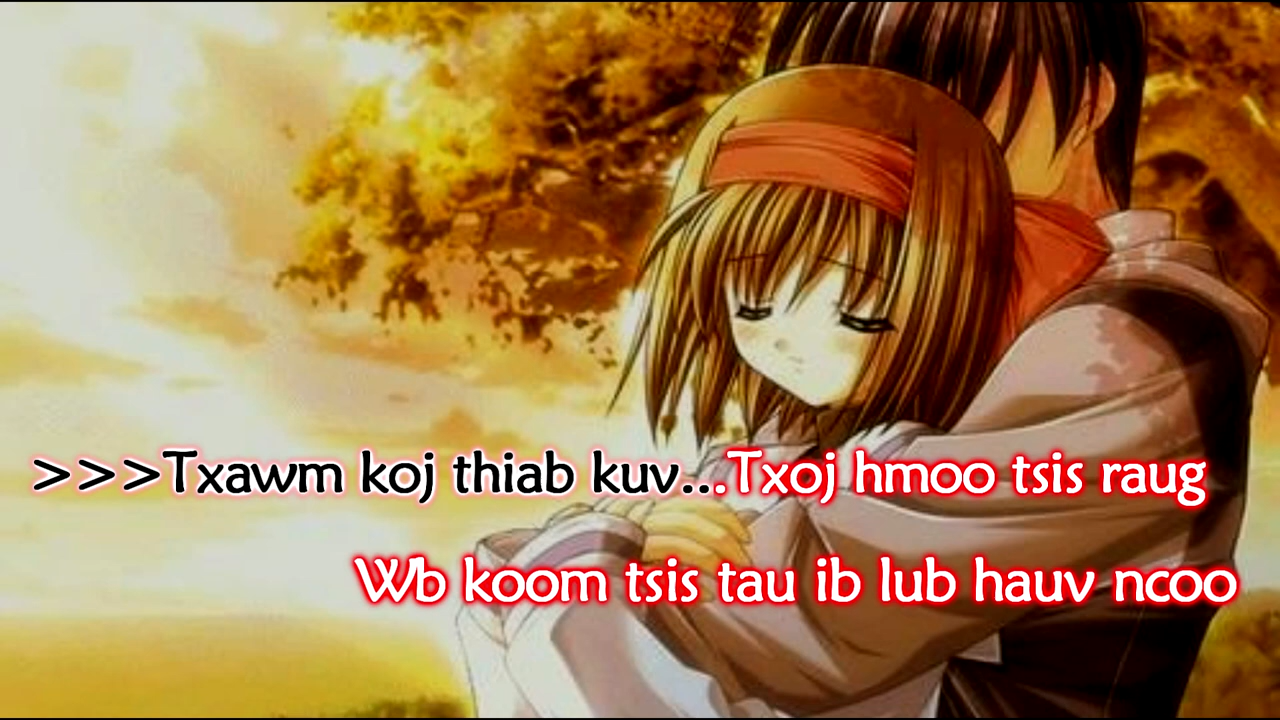 >>>Txawm koj thiab kuv...Txoj hmoo tsis raug
Wb koom tsis tau ib lub hauv ncoo